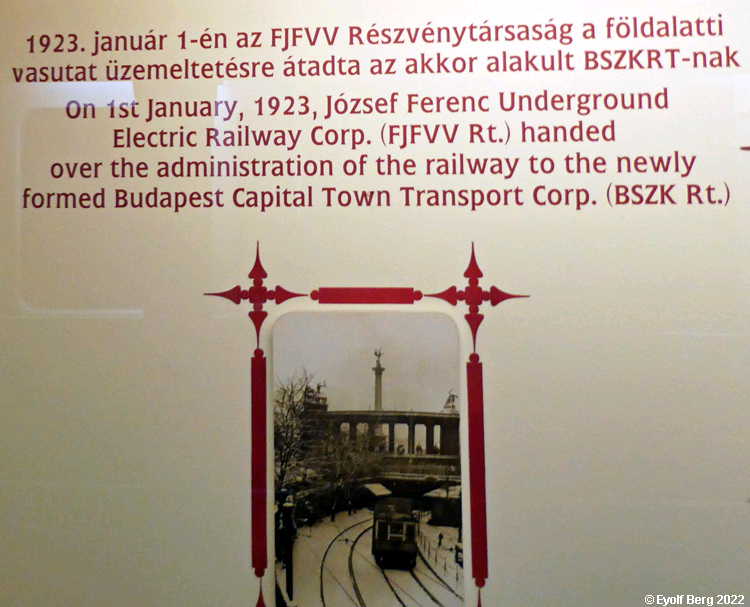 1923. január 1-én az FJFVV Részvénytársaság a földalatti
vasutat üzemeltetésre átadta az akkor alakult BSZKRT-nak
On 1st January, 1923, József Ferenc Underground
Electric Railway Corp. (FJFVV Rt.) handed
over the administration of the railway to the newly
formed Budapest Capital Town Transport Corp. (BSZK Rt.)
©Eyolf Berg 2022